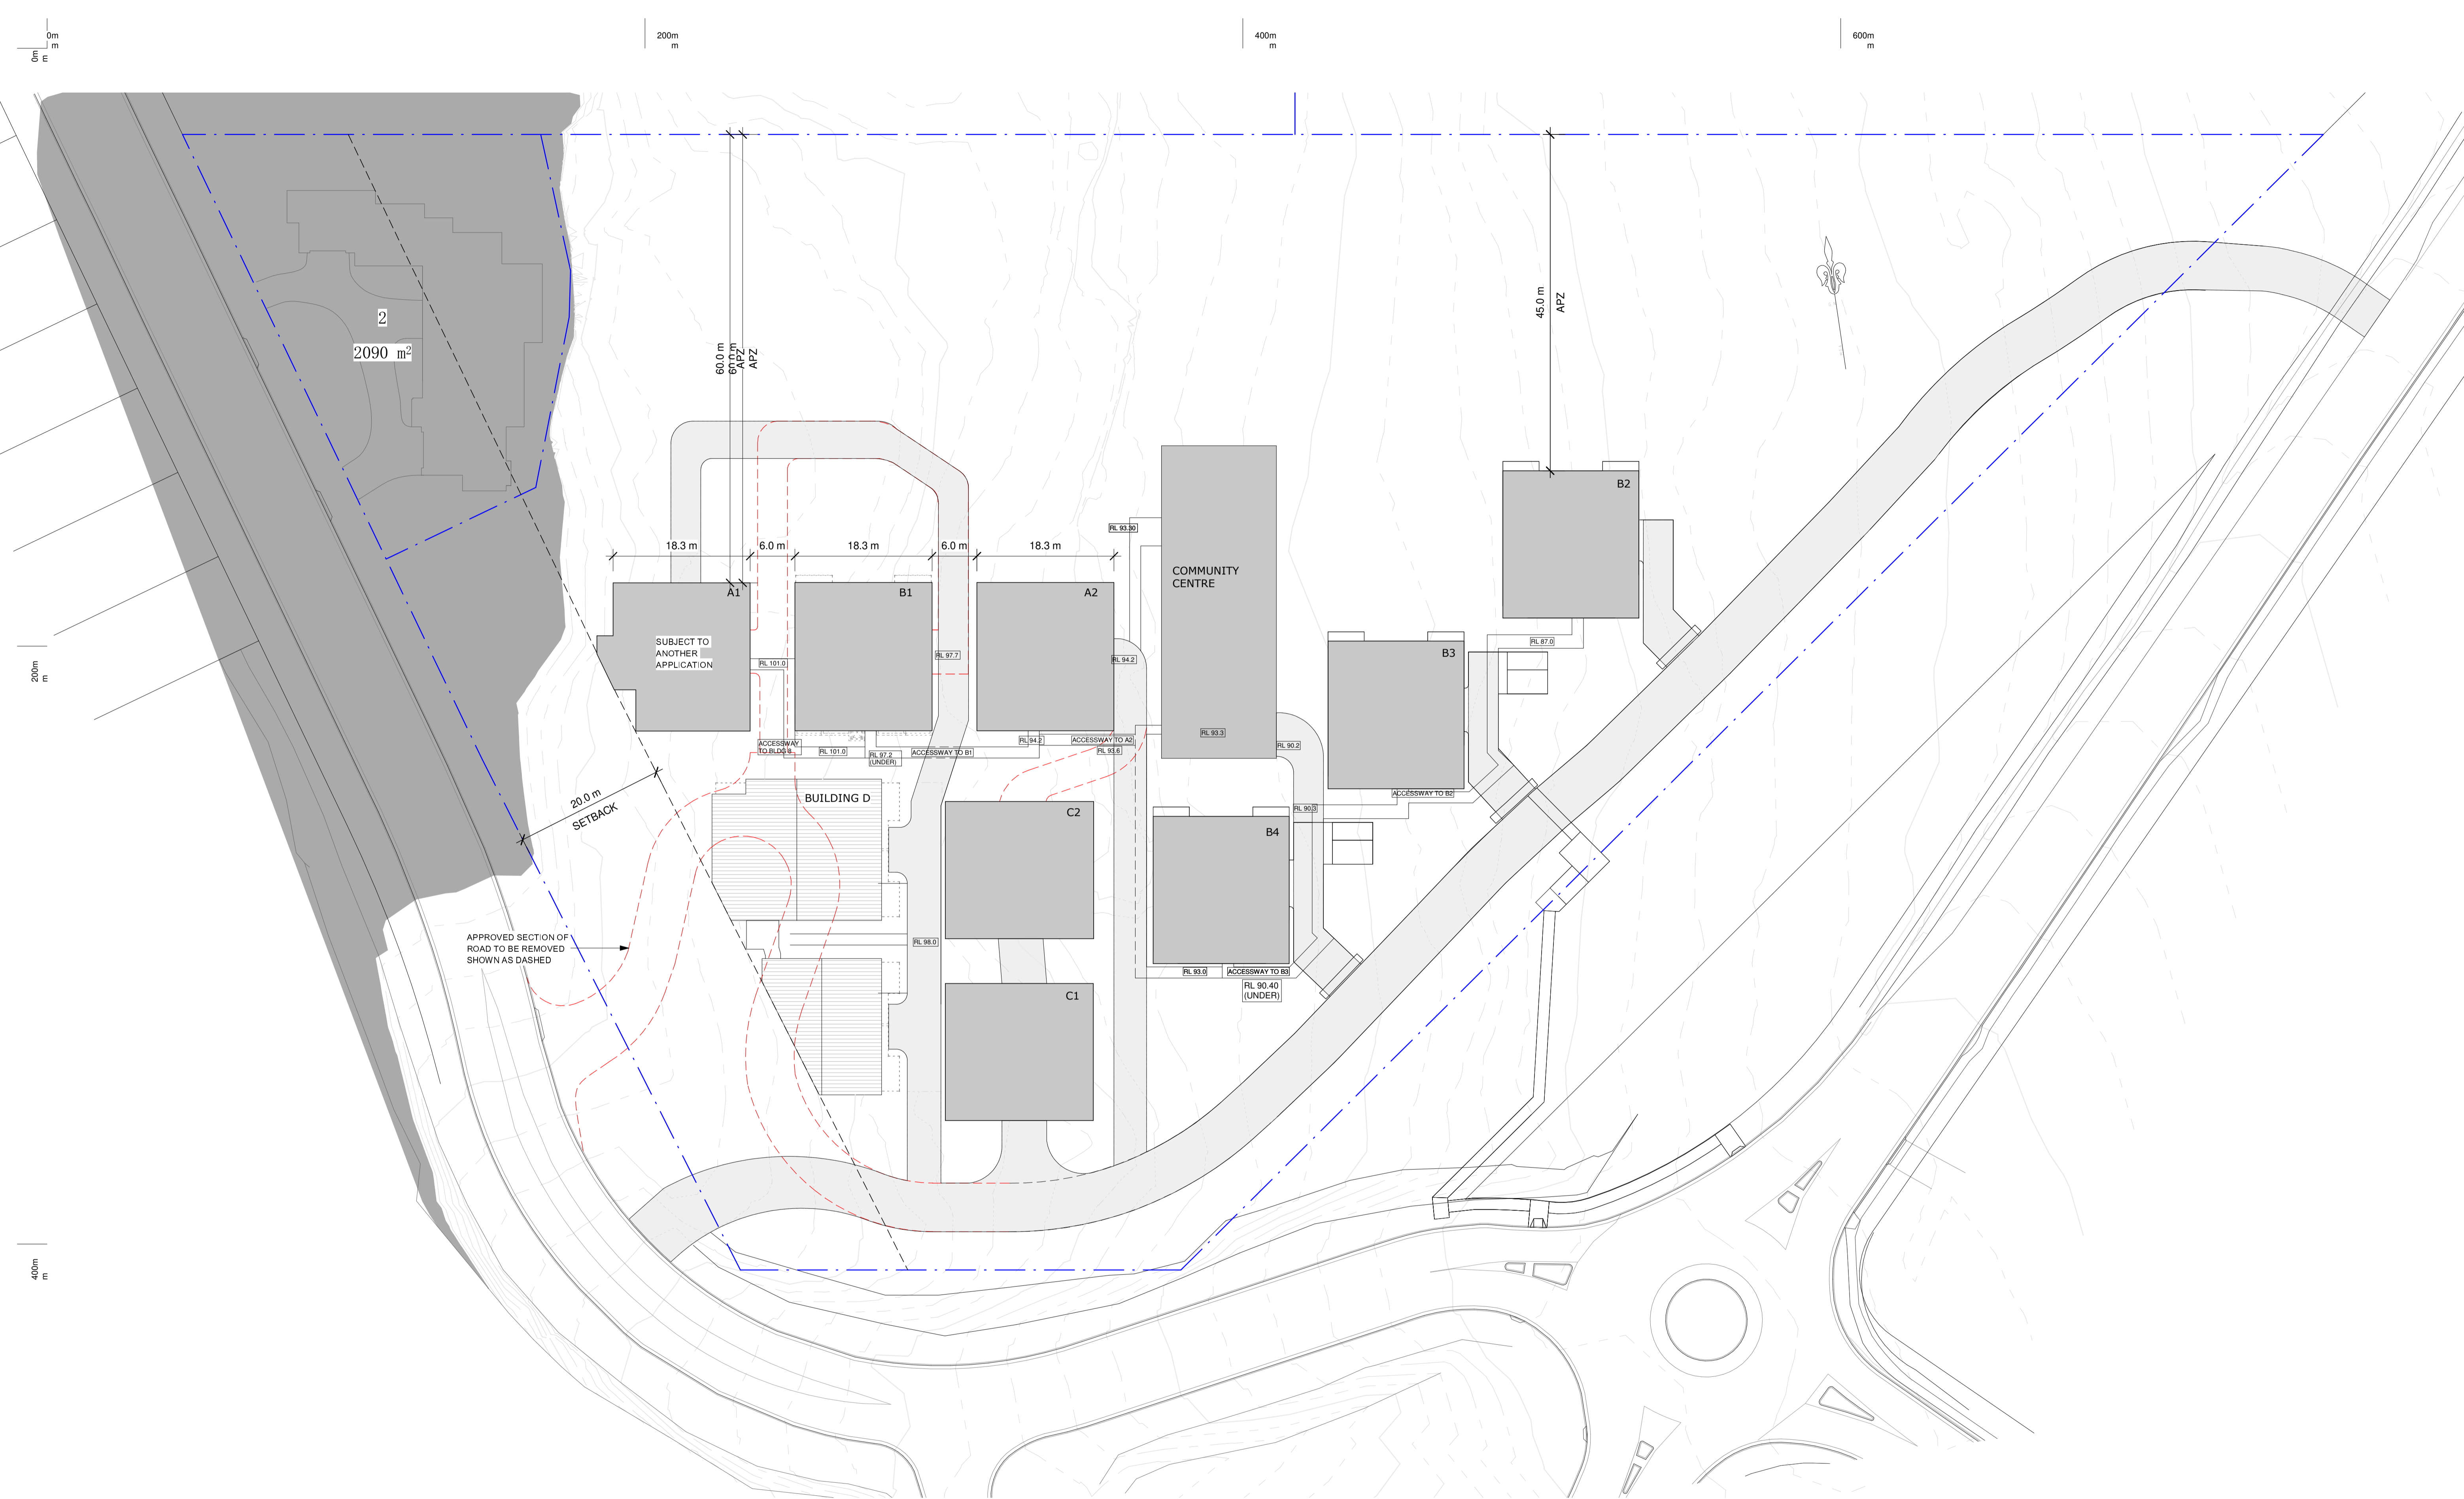 0m
m
200m
m
400m
m
600m
m
0m
m
2
2090 m²
60.0 m
APZ
60.0 m
APZ
45.0 m
APZ
B2
RL 93.30
18.3 m
6.0 m
18.3 m
6.0 m
18.3 m
COMMUNITY
CENTRE
A1
B1
A2
SUBJECT TO
ANOTHER
APPLICATION
RL 101.0
RL 97.7
RL 94.2
RL 87.0
B3
200m
m
RL 93.3
ACCESSWAY
TO BLDG 4
RL 101.0
RL 97.2
(UNDER)
ACCESSWAY TO B1
RL 94.2
ACCESSWAY TO A2
RL 93.6
RL 90.2
20.0 m
SETBACK
BUILDING D
C2
RL 90.3
ACCESSWAY TO B2
B4
APPROVED SECTION OF
ROAD TO BE REMOVED
SHOWN AS DASHED
RL 98.0
RL 93.0
ACCESSWAY TO B3
RL 90.40
(UNDER)
C1
400m
m